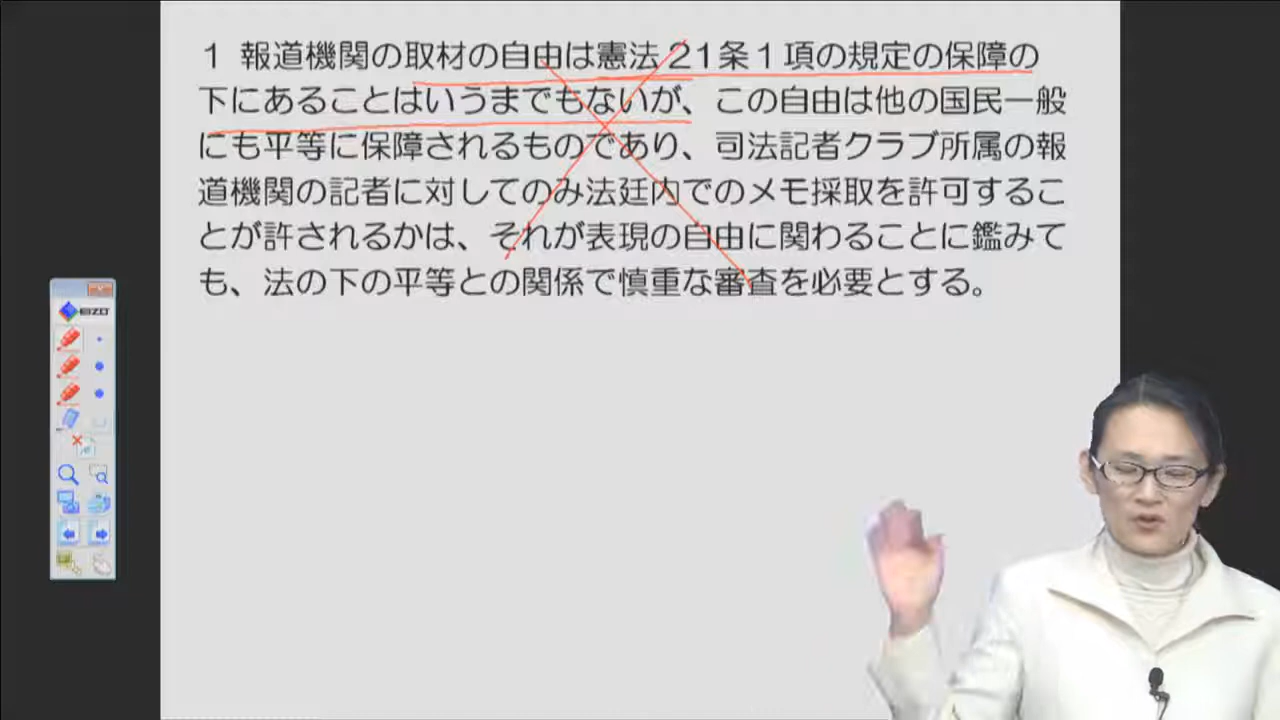 1 報道機関の取材の自由は憲法21条1項の規定の保障の
下にあることはいうまでもないが、この自由は他の国民一般
にも平等に保障されるものであり、司法記者クラブ所属の報
道機関の記者に対してのみ法廷内でのメモ採取を許可するこ
とが許されるかは、それが表現の自由に関わることに鑑みて
も、法の下の平等との関係で慎重な審査を必要とする。
EIZO